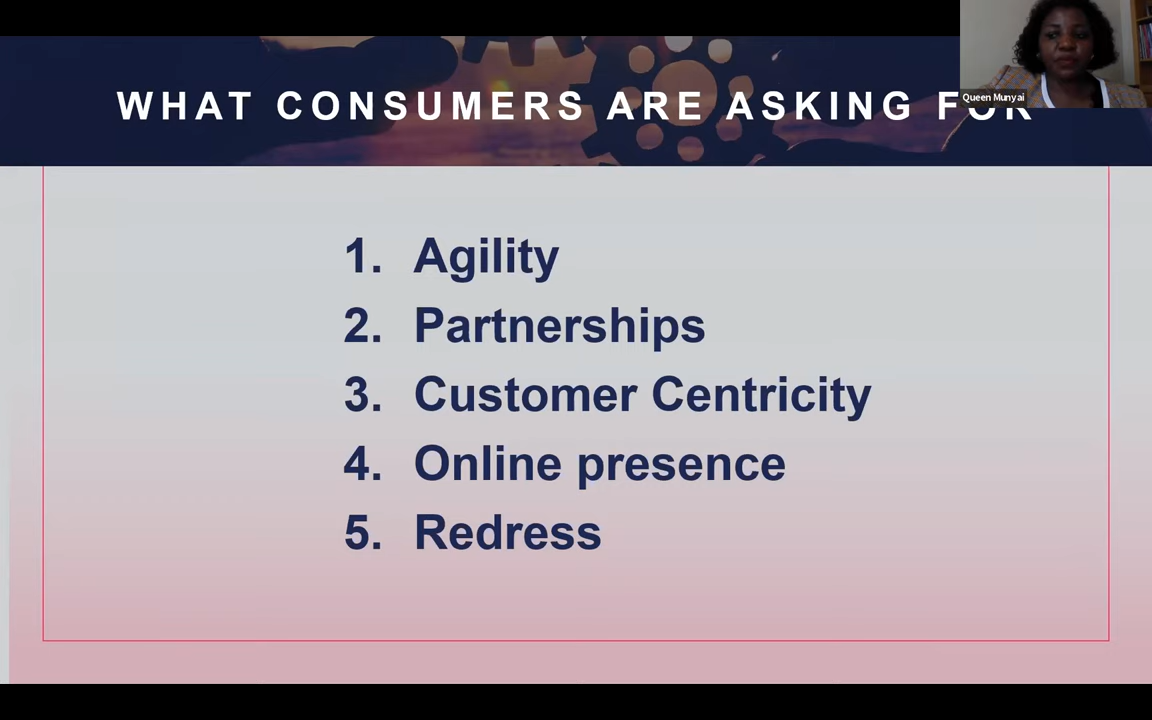 WHAT CONSUMERS ARE ASKING FOR
Queen Munyai
1. Agility
2. Partnerships
3. Customer Centricity
4. Online presence
5. Redress